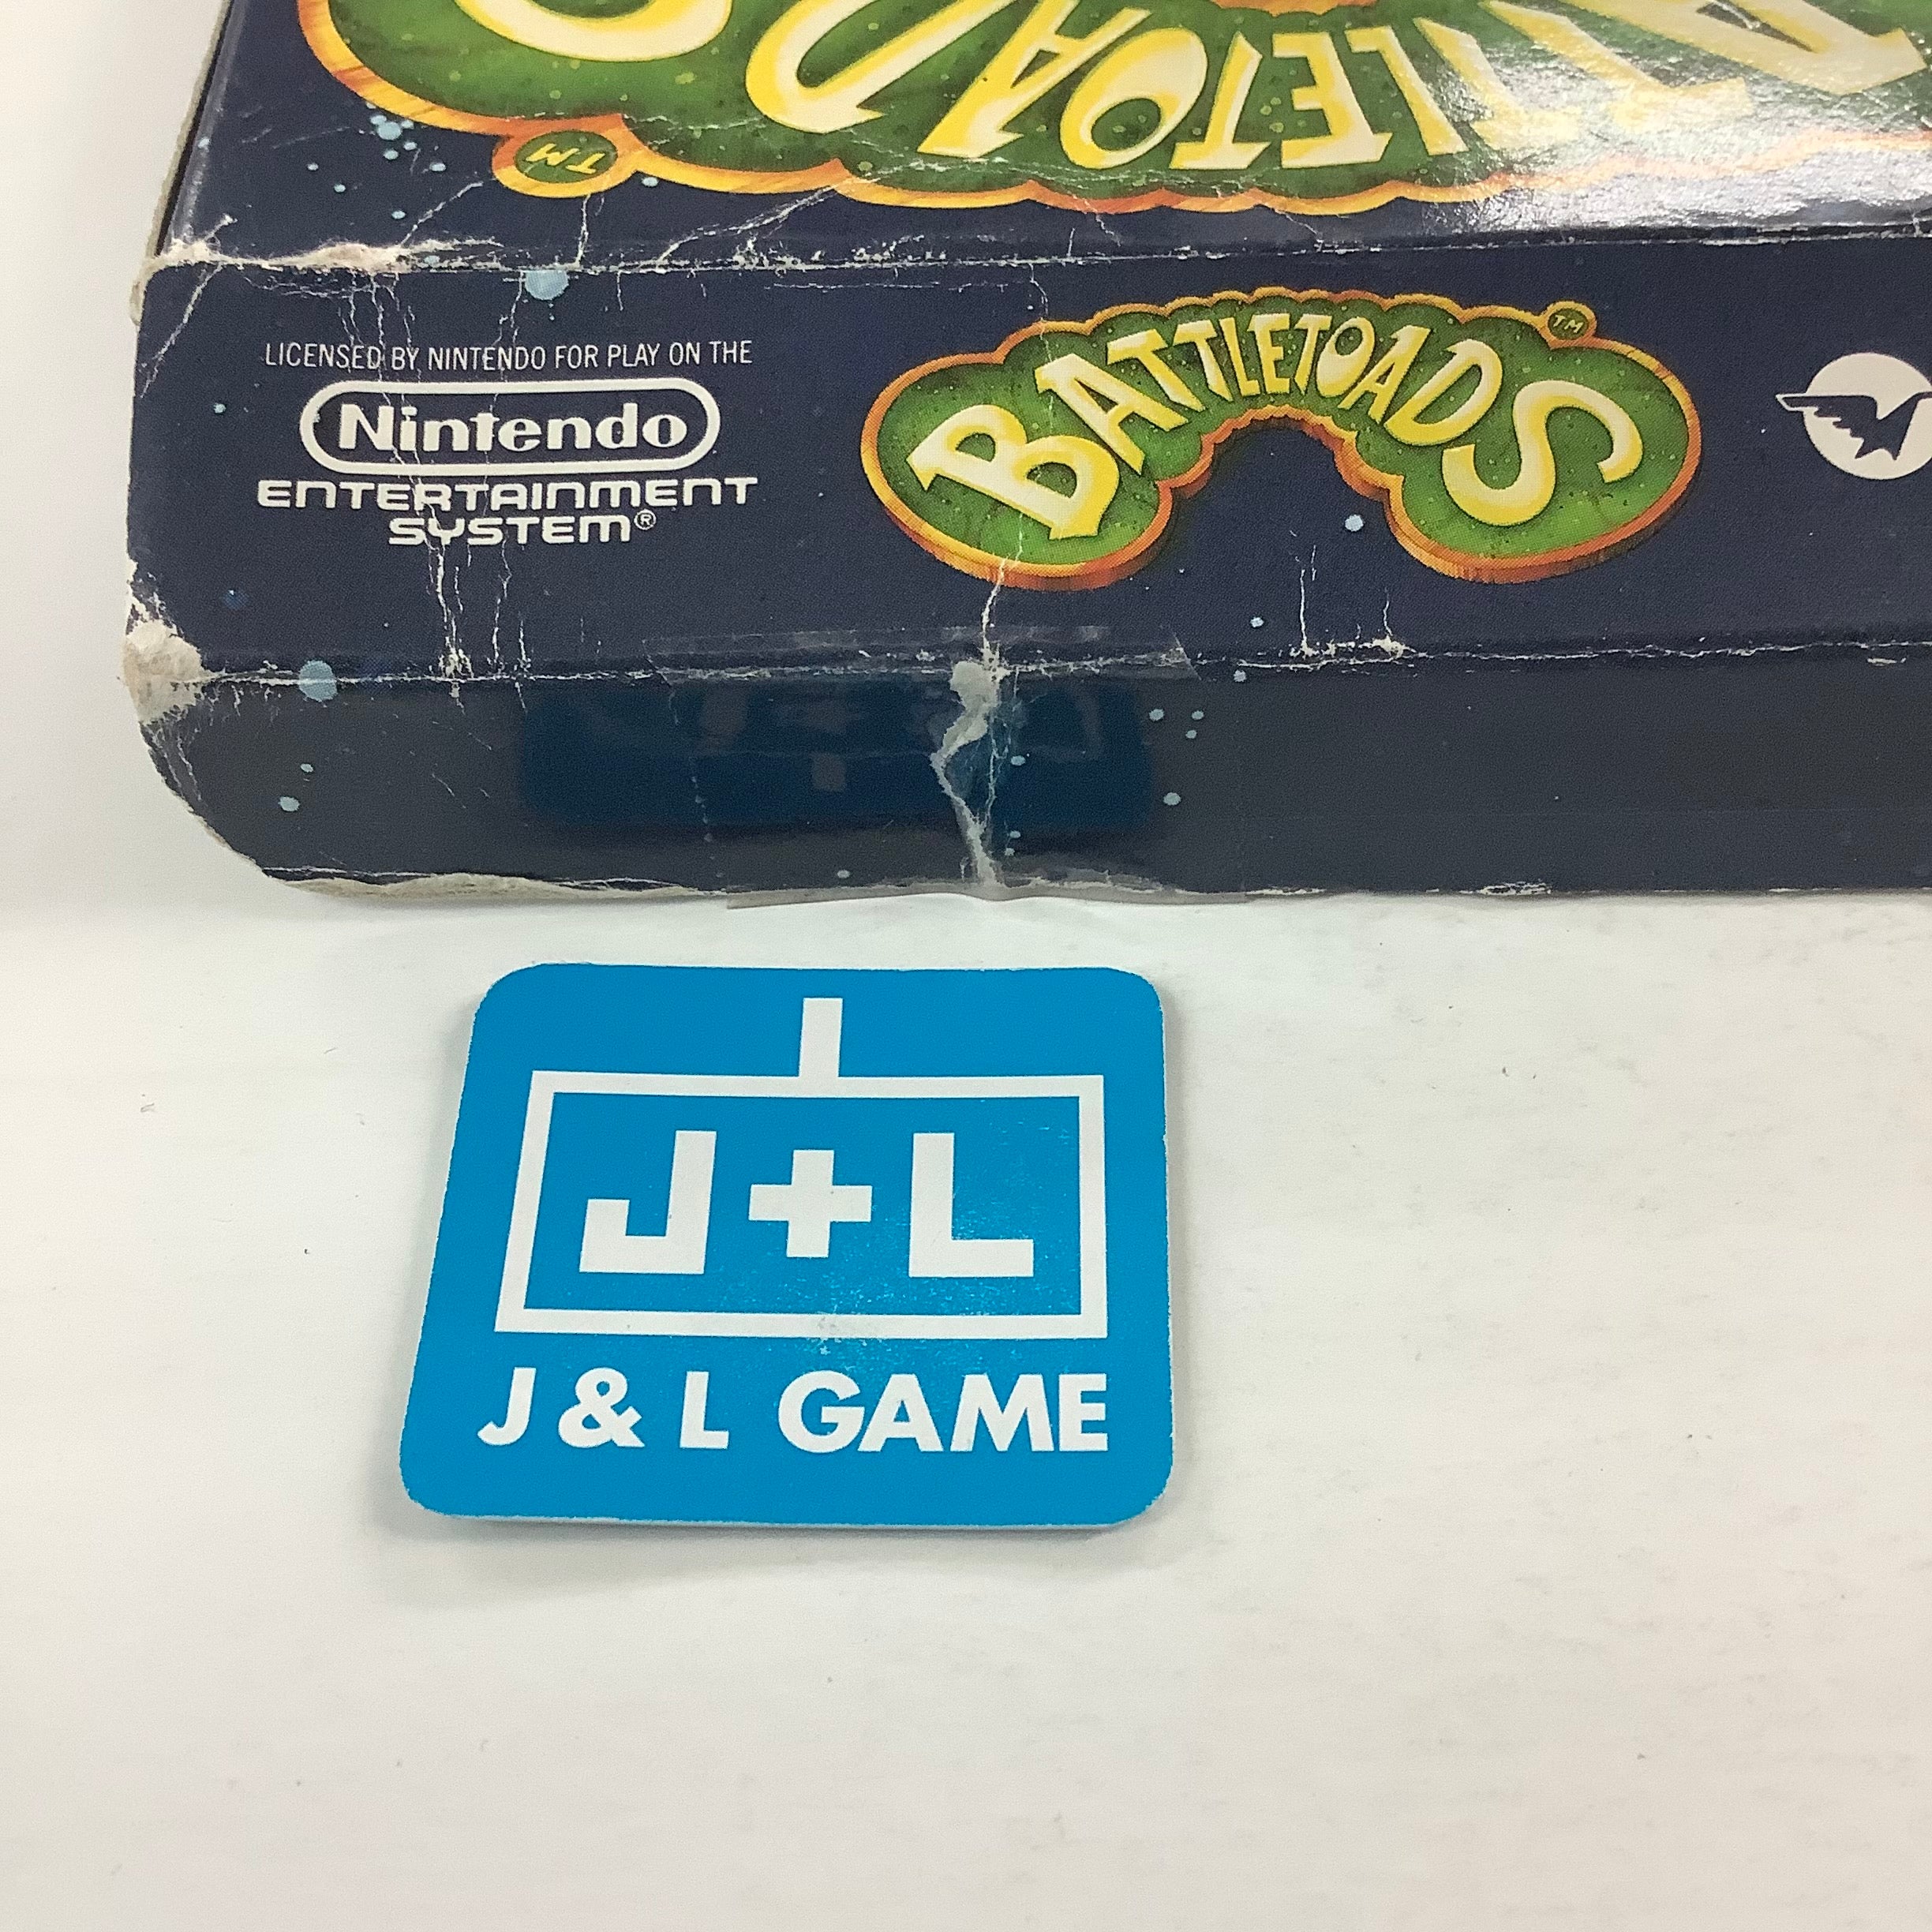 BATTLETOADS
TM
LICENSED BY NINTENDO FOR PLAY ON THE
Nintendo
ENTERTAINMENT
SYSTEM®
BATTLETOADS
TM
J+L
J & L GAME